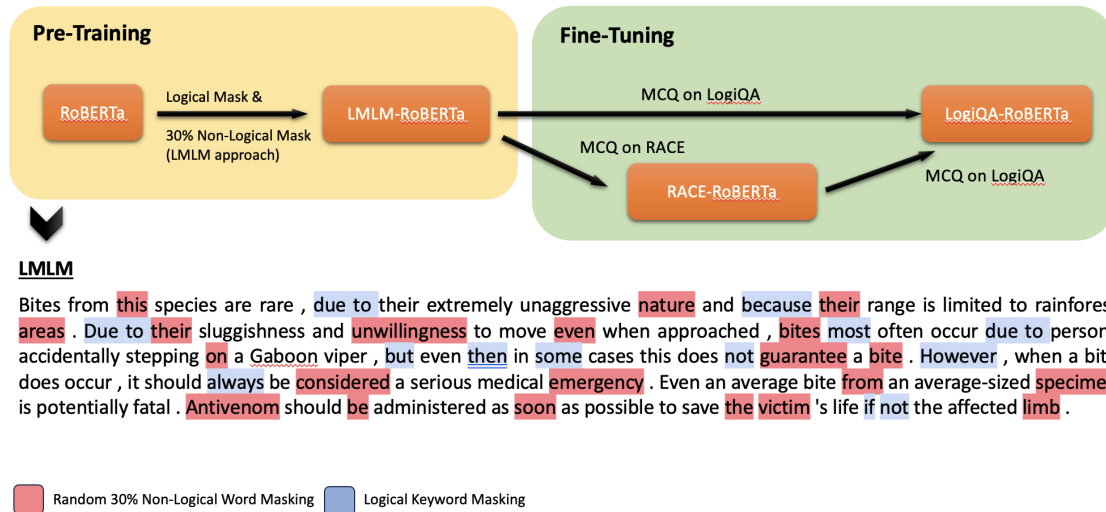 Pre-Training
Fine-Tuning
RoBERTa
Logical Mask &
30% Non-Logical Mask
(LMLM approach)
LMLM-RoBERTa
MCQ on LogiQA
LogiQA-RoBERTa
MCQ on RACE
RACE-RoBERTa
MCQ on LogiQA
LMLM
Bites from this species are rare , due to their extremely unaggressive nature and because their range is limited to rainfores
areas . Due to their sluggishness and unwillingness to move even when approached , bites most often occur due to person
accidentally stepping on a Gaboon viper , but even then in some cases this does not guarantee a bite . However , when a bit
does occur , it should always be considered a serious medical emergency . Even an average bite from an average-sized specime
is potentially fatal . Antivenom should be administered as soon as possible to save the victim 's life if not the affected limb .
Random 30% Non-Logical Word Masking
Logical Keyword Masking